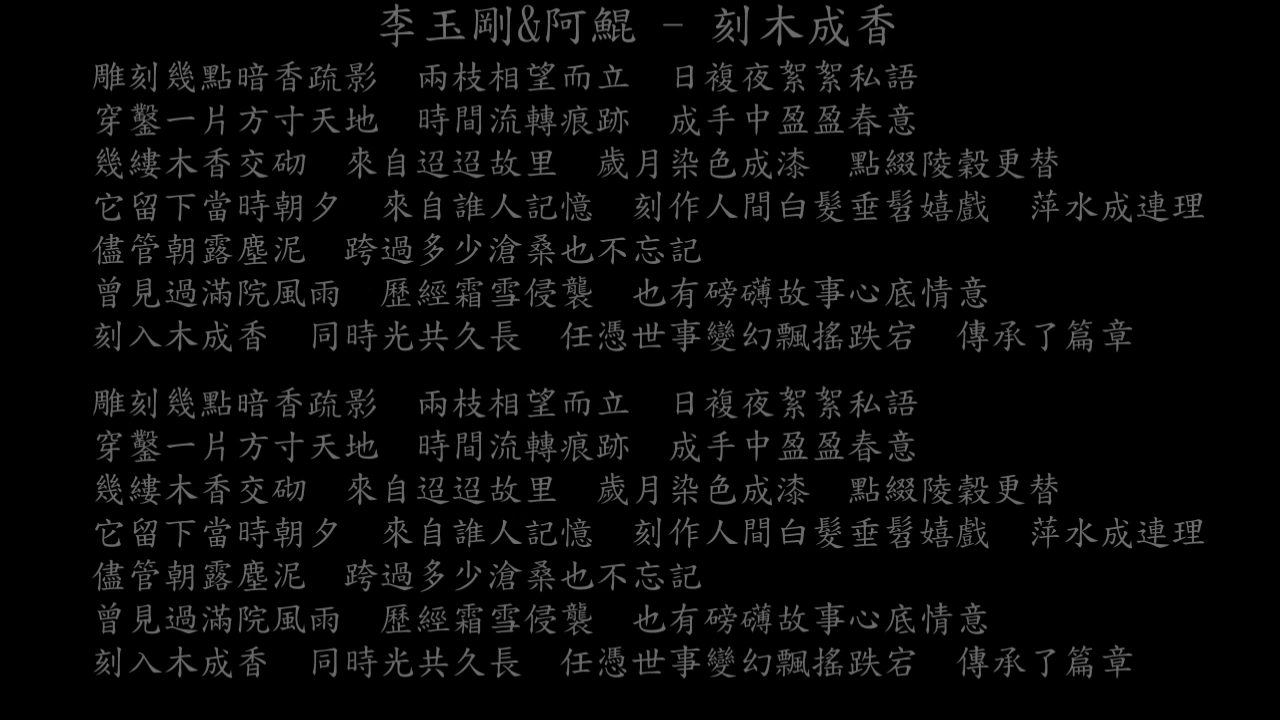 李玉剛&阿鯤 - 刻木成香
雕刻幾點暗香疏影　兩枝相望而立　日複夜絮絮私語
穿鑿一片方寸天地　時間流轉痕跡　成手中盈盈春意
幾縷木香交砌　來自迢迢故里　歲月染色成漆　點綴陵穀更替
它留下當時朝夕　來自誰人記憶　刻作人間白髮垂髫嬉戲　萍水成連理
儘管朝露塵泥　跨過多少滄桑也不忘記
曾見過滿院風雨　歷經霜雪侵襲　也有磅礴故事心底情意
刻入木成香　同時光共久長　任憑世事變幻飄搖跌宕　傳承了篇章
雕刻幾點暗香疏影　兩枝相望而立　日複夜絮絮私語
穿鑿一片方寸天地　時間流轉痕跡　成手中盈盈春意
幾縷木香交砌　來自迢迢故里　歲月染色成漆　點綴陵穀更替
它留下當時朝夕　來自誰人記憶　刻作人間白髮垂髫嬉戲　萍水成連理
儘管朝露塵泥　跨過多少滄桑也不忘記
曾見過滿院風雨　歷經霜雪侵襲　也有磅礴故事心底情意
刻入木成香　同時光共久長　任憑世事變幻飄搖跌宕　傳承了篇章